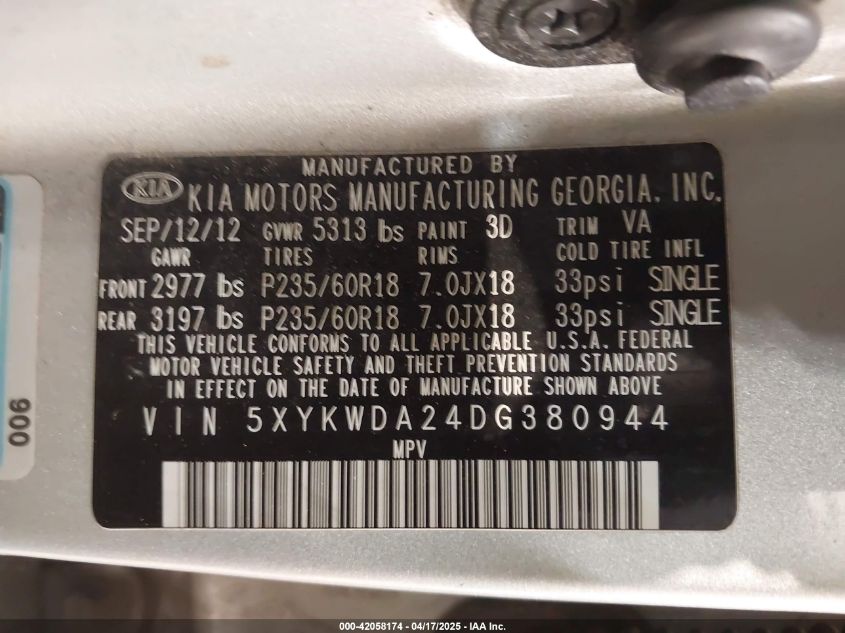 MANUFACTURED BY
KIA KIA MOTORS MANUFACTURING GEORGIA, INC.
SEP/12/12 GVWR 5313 lbs PAINT 3D TRIM VA
GAWR TIRES RIMS COLD TIRE INFL
FRONT 2977 lbs P235/60R18 7.0JX18 33psi SINGLE
REAR 3197 lbs P235/60R18 7.0JX18 33psi SINGLE
THIS VEHICLE CONFORMS TO ALL APPLICABLE U.S.A. FEDERAL
MOTOR VEHICLE SAFETY AND THEFT PREVENTION STANDARDS
IN EFFECT ON THE DATE OF MANUFACTURE SHOWN ABOVE
VIN 5XYKWDA24DG380944
MPV
006
000-42058174 | 04/17/2025 - IAA Inc.